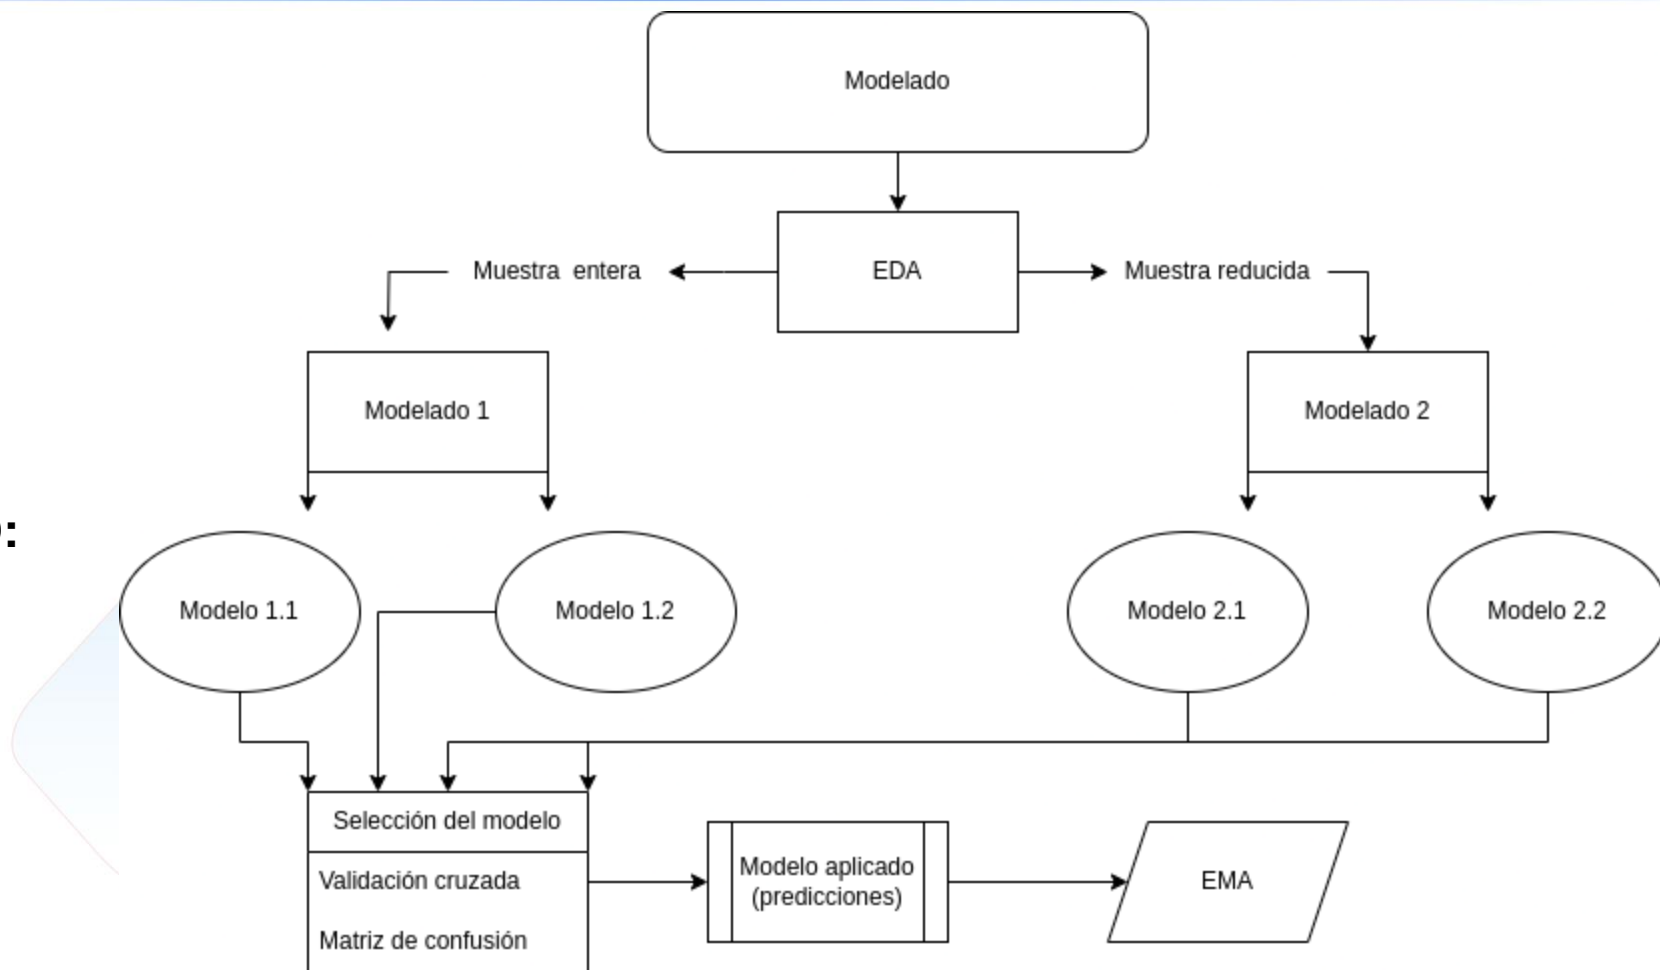 Modelado
EDA
Muestra entera
Muestra reducida
Modelado 1
Modelado 2
:
Modelo 1.1
Modelo 1.2
Modelo 2.1
Modelo 2.2
Selección del modelo
Validación cruzada
Matriz de confusión
Modelo aplicado
(predicciones)
EMA